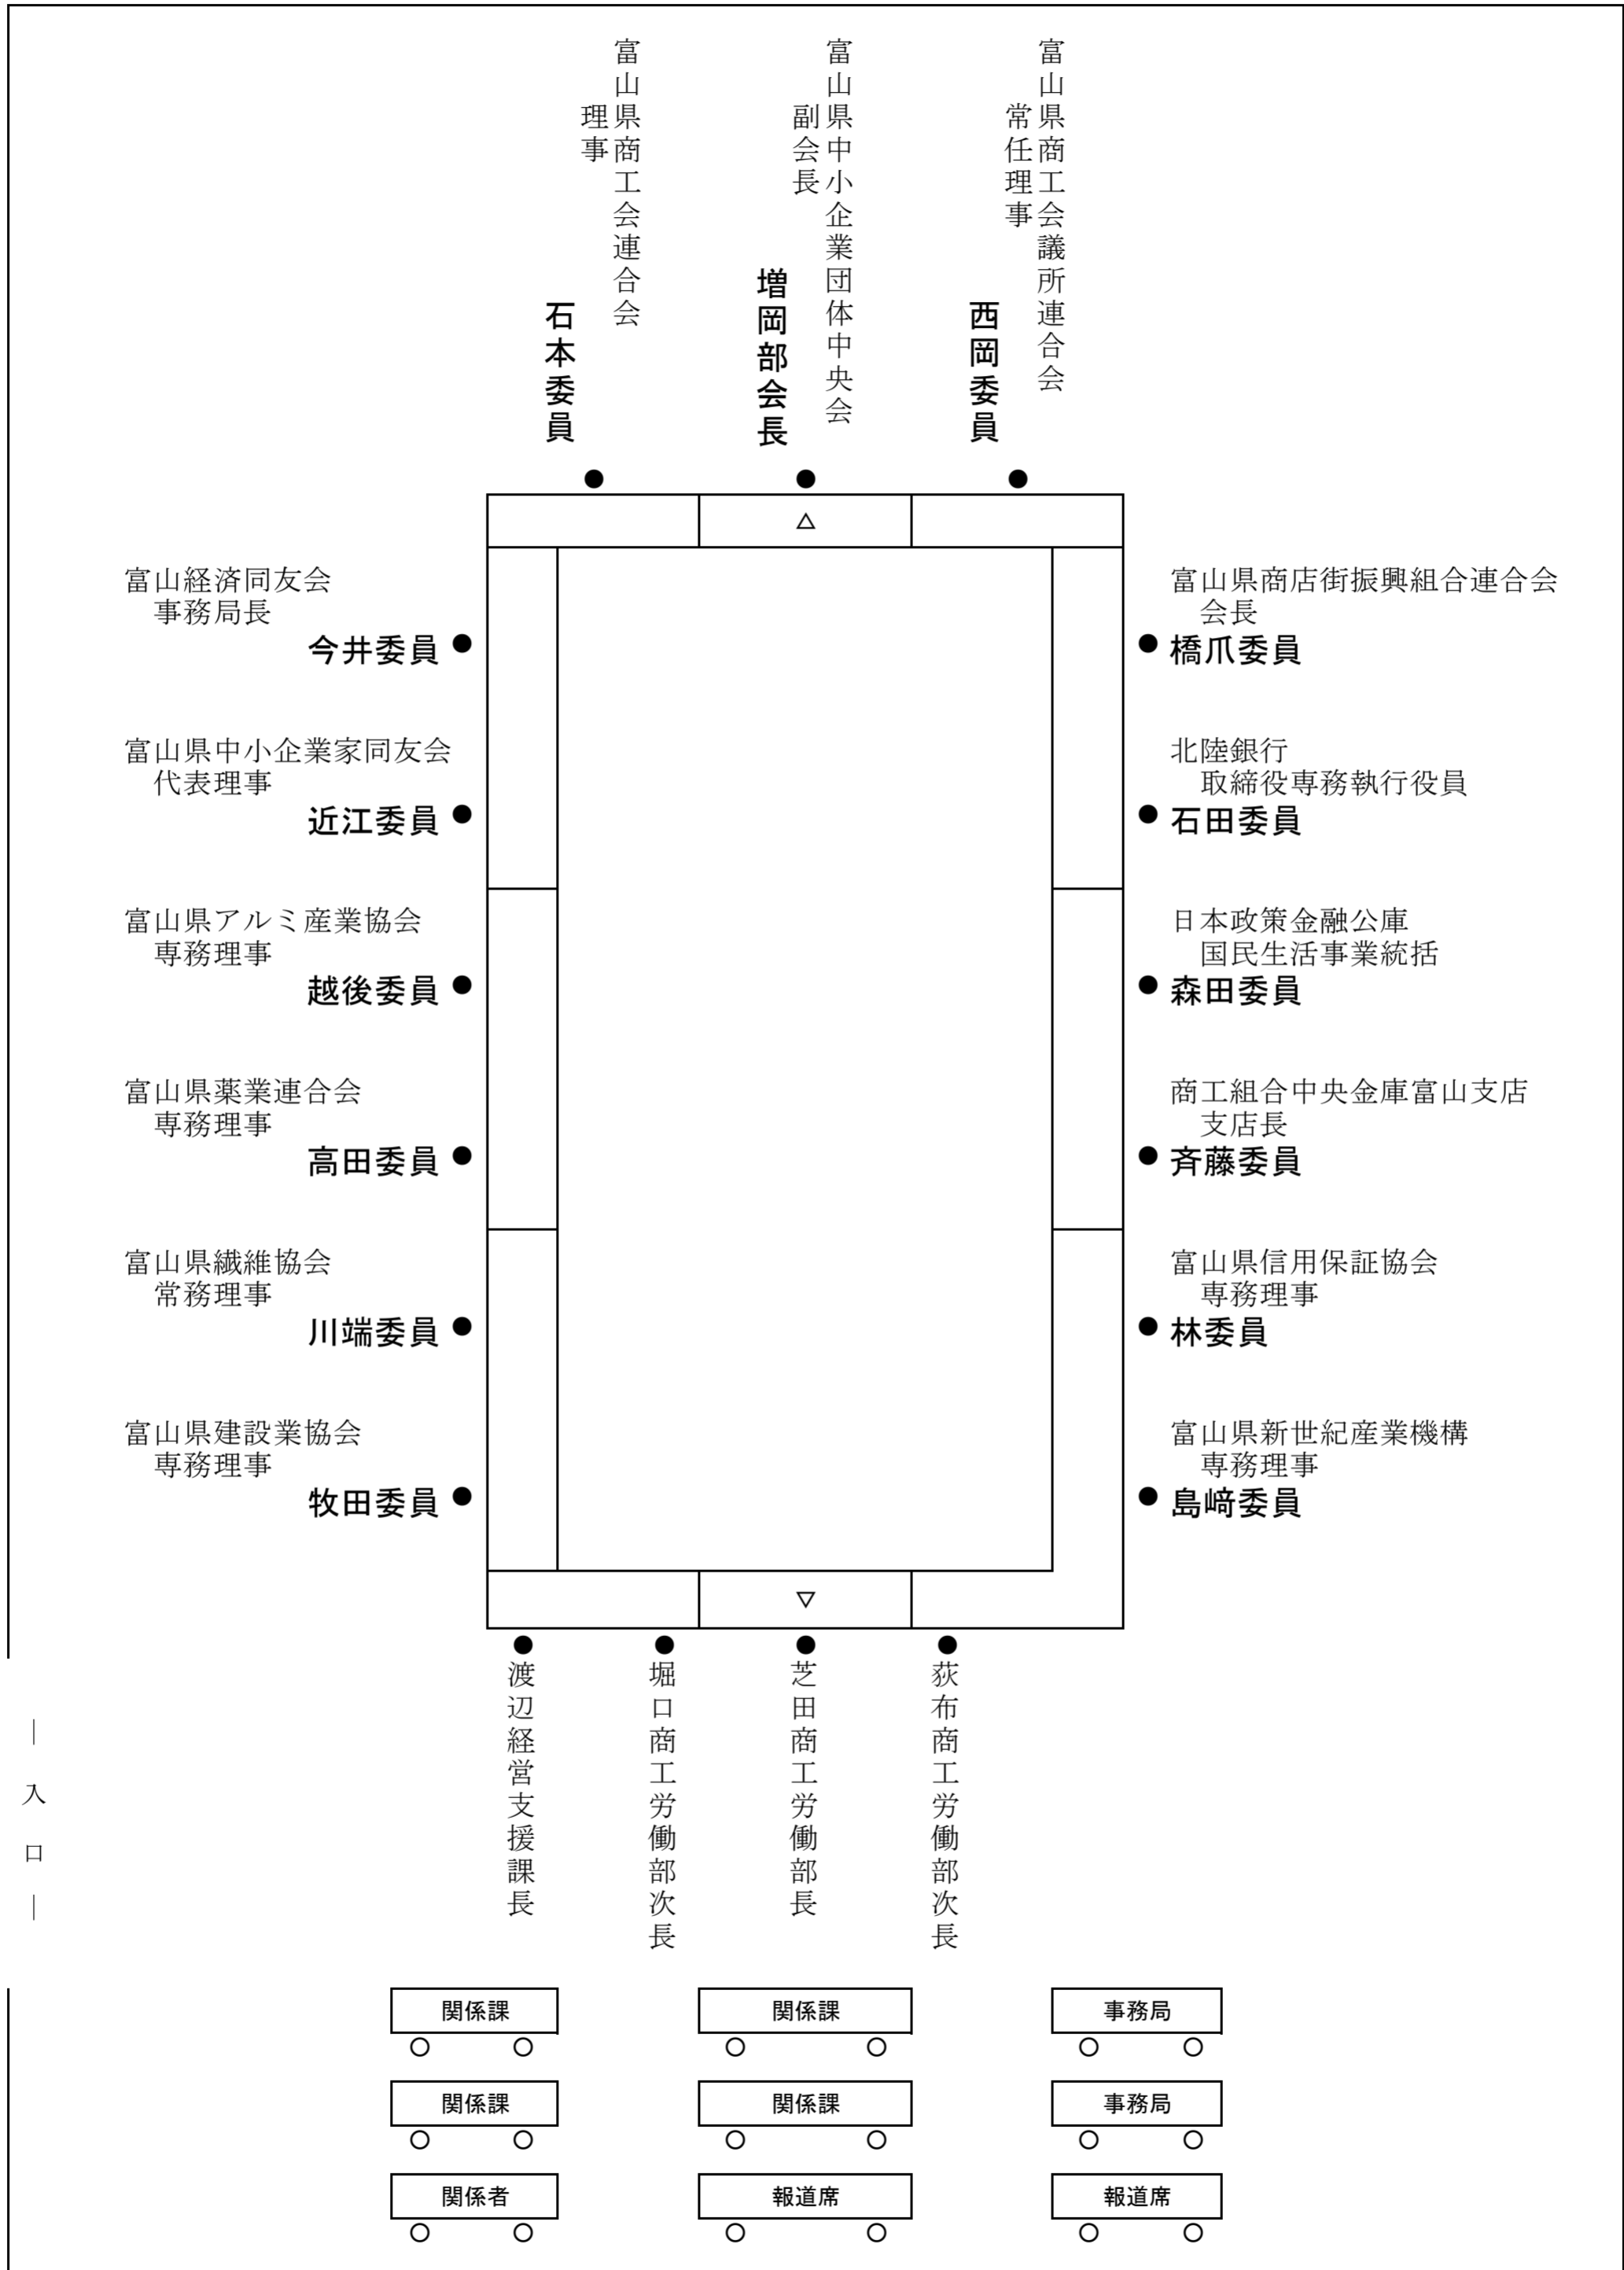 富山県商工会議所連合会
常任理事
西岡委員
富山県中小企業団体中央会
副会長
増岡部会長
富山県商工会連合会
理事
石本委員
△
富山経済同友会
事務局長
今井委員
富山県中小企業家同友会
代表理事
近江委員
富山県アルミ産業協会
専務理事
越後委員
富山県薬業連合会
専務理事
高田委員
富山県繊維協会
常務理事
川端委員
富山県建設業協会
専務理事
牧田委員
富山県商店街振興組合連合会
会長
橋爪委員
北陸銀行
取締役専務執行役員
石田委員
日本政策金融公庫
国民生活事業統括
森田委員
商工組合中央金庫富山支店
支店長
斉藤委員
富山県信用保証協会
専務理事
林委員
富山県新世紀産業機構
専務理事
島﨑委員
▽
荻布商工労働部次長
芝田商工労働部長
堀口商工労働部次長
渡辺経営支援課長
|入口|
関係課
関係課
事務局
関係課
関係課
事務局
関係者
報道席
報道席